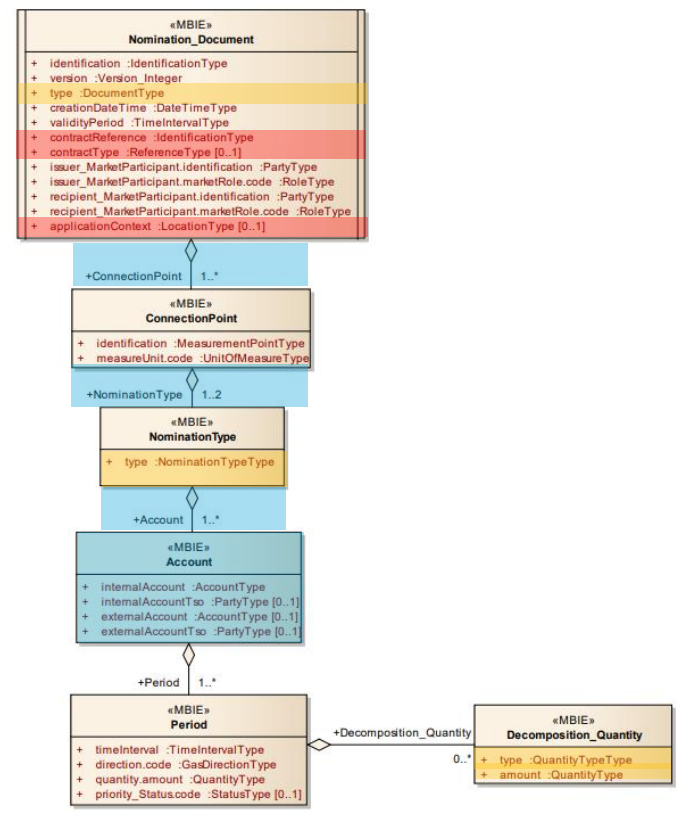 «MBIE»
Nomination_Document
+ identification :IdentificationType
+ version :Version_Integer
+ type :DocumentType
+ creationDateTime :DateTimeType
+ validityPeriod :TimeIntervalType
+ contractReference :IdentificationType
+ contractType :ReferenceType [0..1]
+ issuer_MarketParticipant.identification :PartyType
+ issuer_MarketParticipant.marketRole.code :RoleType
+ recipient_MarketParticipant.identification :PartyType
+ recipient_MarketParticipant.marketRole.code :RoleType
+ applicationContext :LocationType [0..1]
+ConnectionPoint 1..*
«MBIE»
ConnectionPoint
+ identification :MeasurementPointType
+ measureUnit.code :UnitOfMeasureType
+NominationType 1..2
«MBIE»
NominationType
+ type :NominationTypeType
+Account 1..*
«MBIE»
Account
+ internalAccount :AccountType
+ internalAccountTso :PartyType [0..1]
+ externalAccount :AccountType [0..1]
+ externalAccountTso :PartyType [0..1]
+Period 1..*
«MBIE»
Period
+ timeInterval :TimeIntervalType
+ direction.code :GasDirectionType
+ quantity.amount :QuantityType
+ priority_Status.code :StatusType [0..1]
+Decomposition_Quantity
0..*
«MBIE»
Decomposition_Quantity
+ type :QuantityTypeType
+ amount :QuantityType